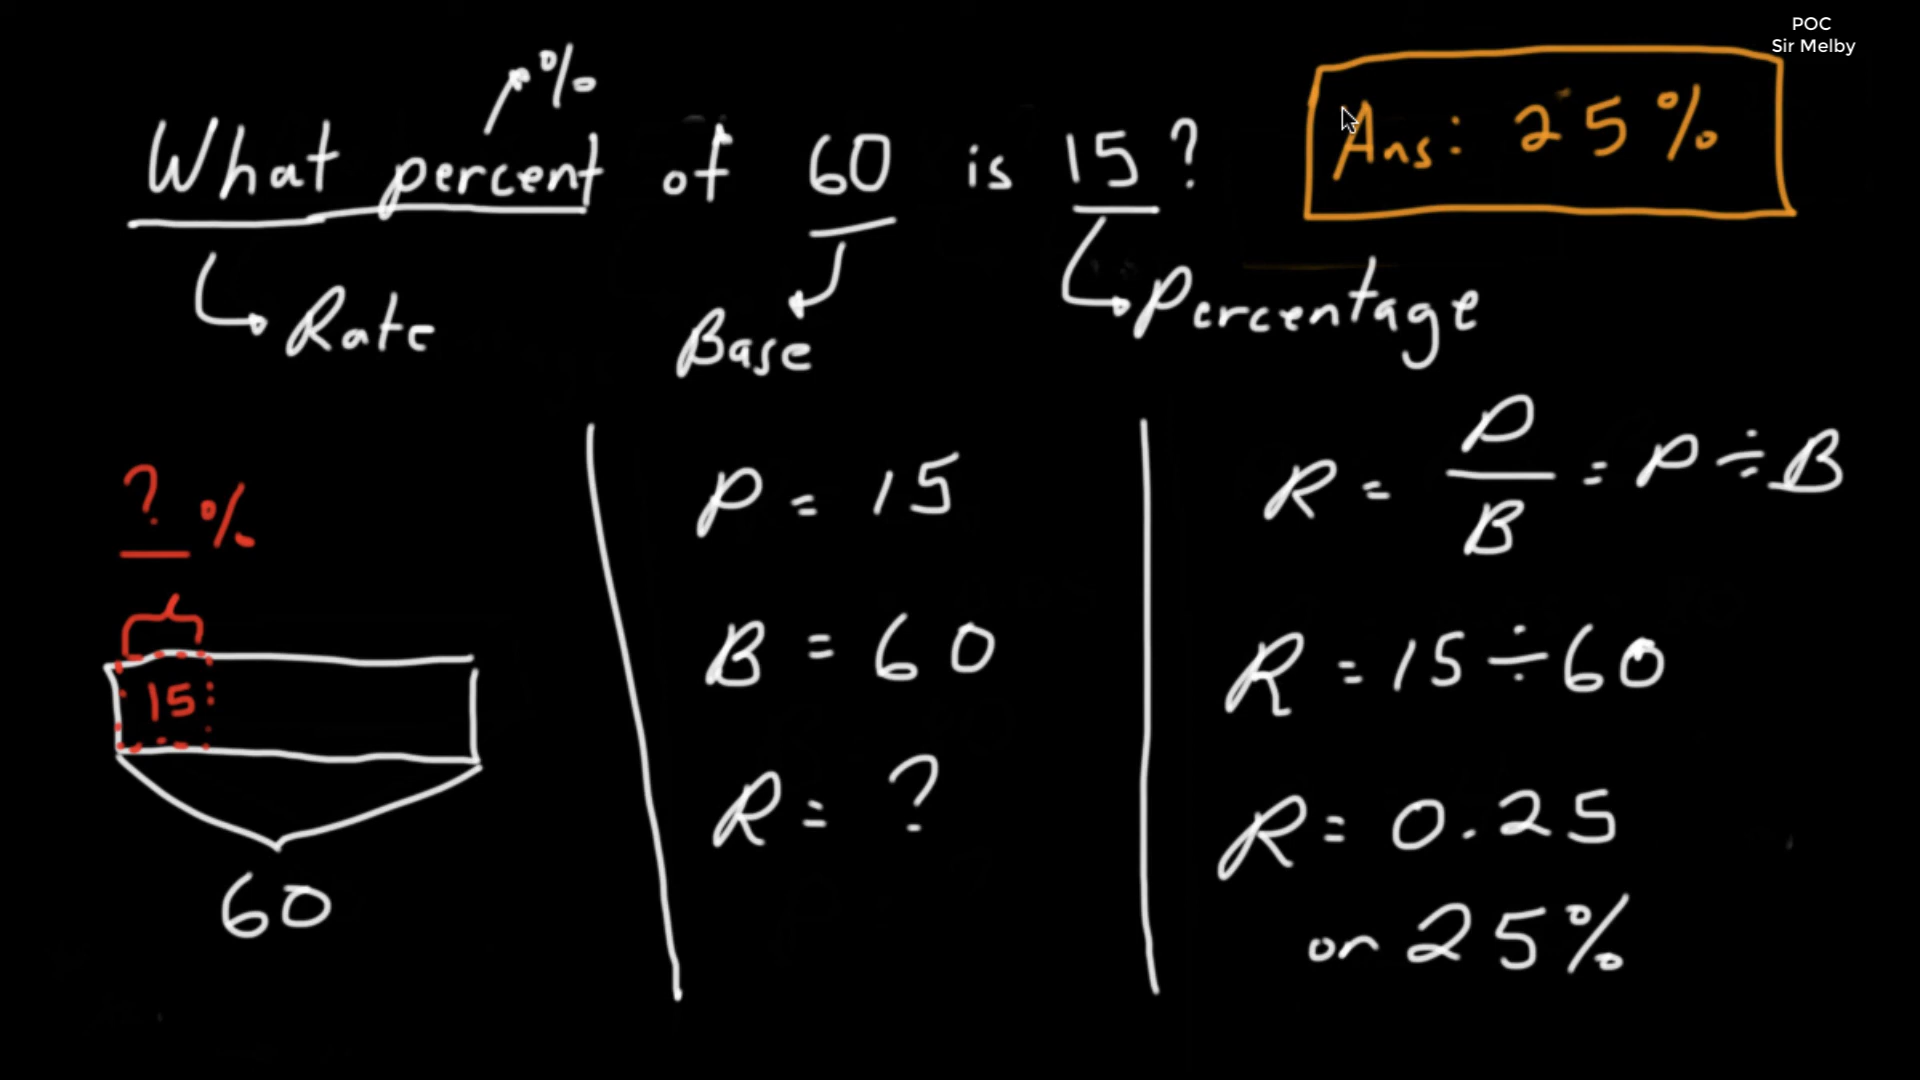 POC
Sir Melby
%
What percent of 60 is 15?
Ans: 25%
Rate
Base
Percentage
? %
15
60
P = 15
B = 60
R = ?
R = P/B = P ÷ B
R = 15 ÷ 60
R = 0.25
or 25%